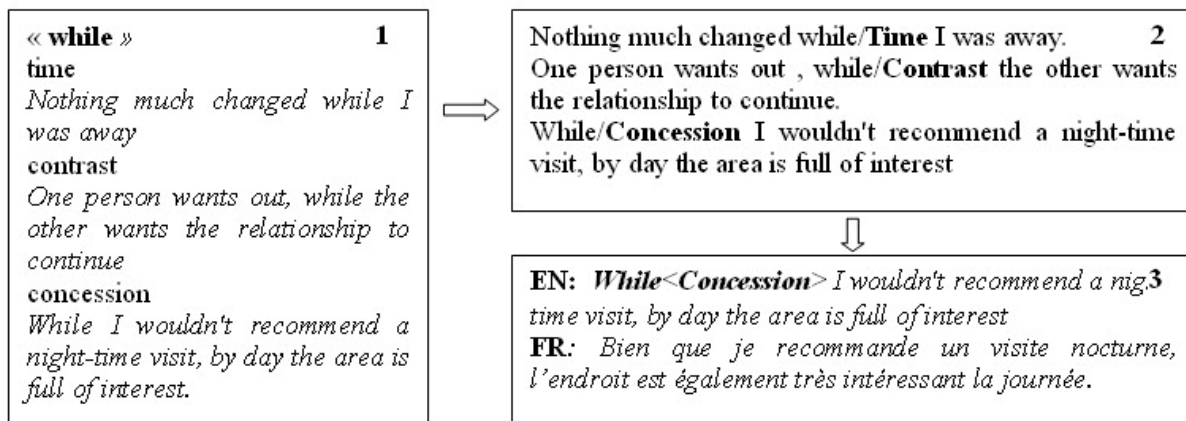 « while » 1
time
Nothing much changed while I
was away
contrast
One person wants out, while the
other wants the relationship to
continue
concession
While I wouldn't recommend a
night-time visit, by day the area is
full of interest.
Nothing much changed while/Time I was away. 2
One person wants out , while/Contrast the other wants
the relationship to continue.
While/Concession I wouldn't recommend a night-time
visit, by day the area is full of interest
EN: While<Concession> I wouldn't recommend a nig. 3
time visit, by day the area is full of interest
FR: Bien que je recommande un visite nocturne,
l'endroit est également très intéressant la journée.